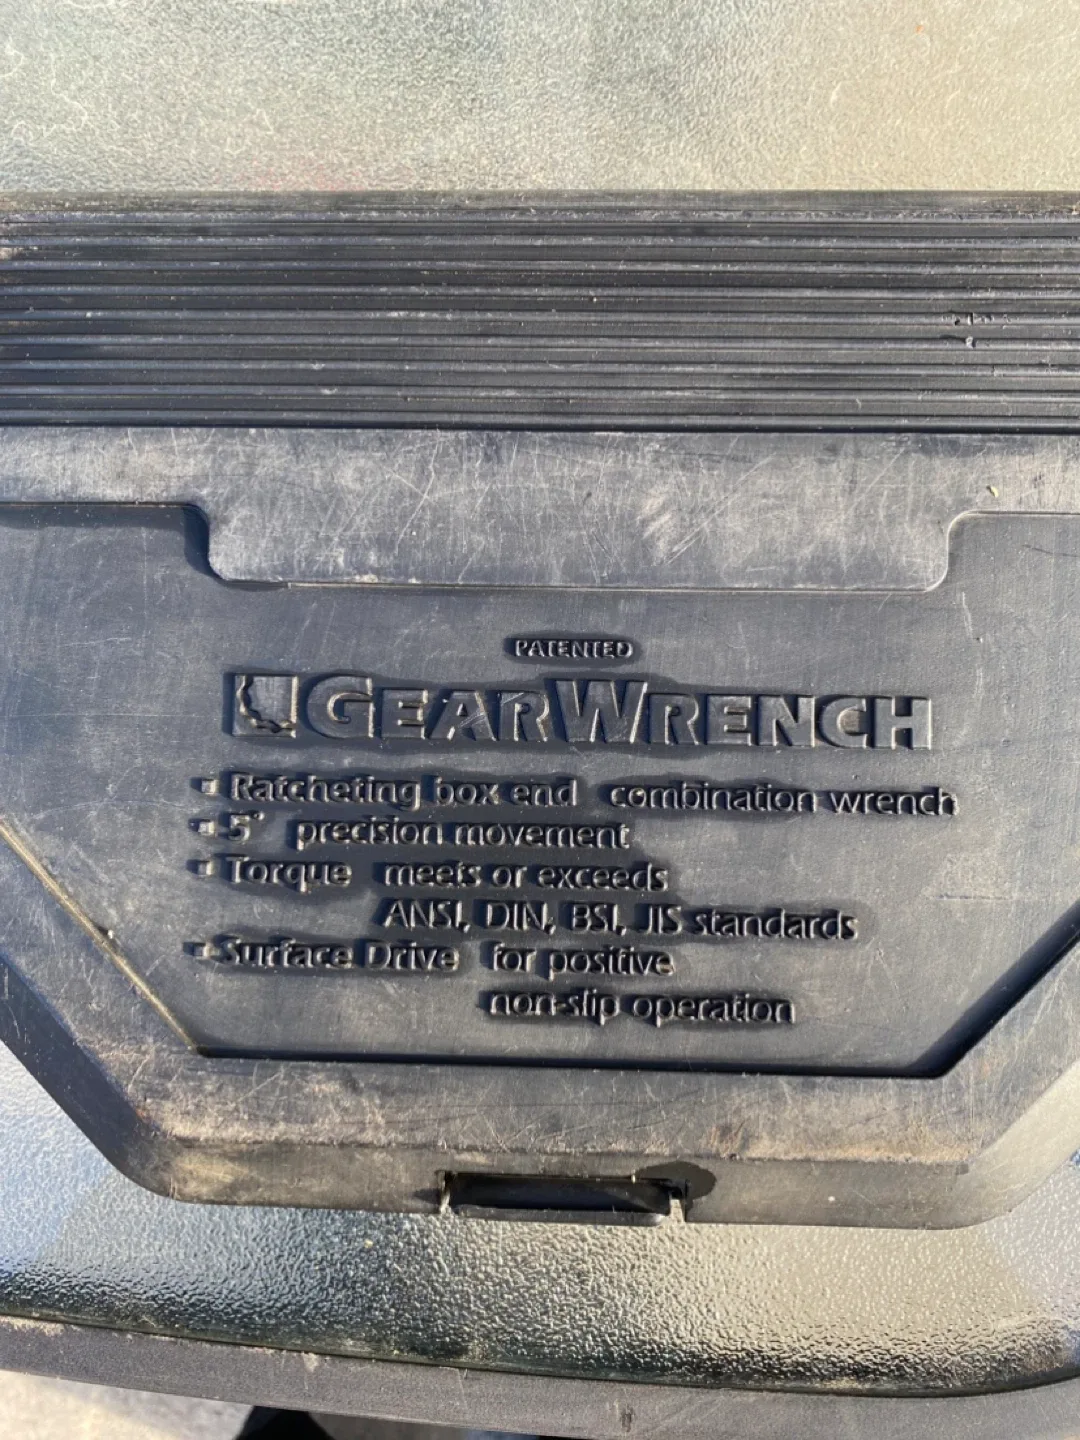 PATENTED
GEARWRENCH
▪ Ratcheting box end combination wrench
▪ 5° precision movement
▪ Torque meets or exceeds
ANSI, DIN, BSI, JIS standards
▪ Surface Drive for positive
non-slip operation